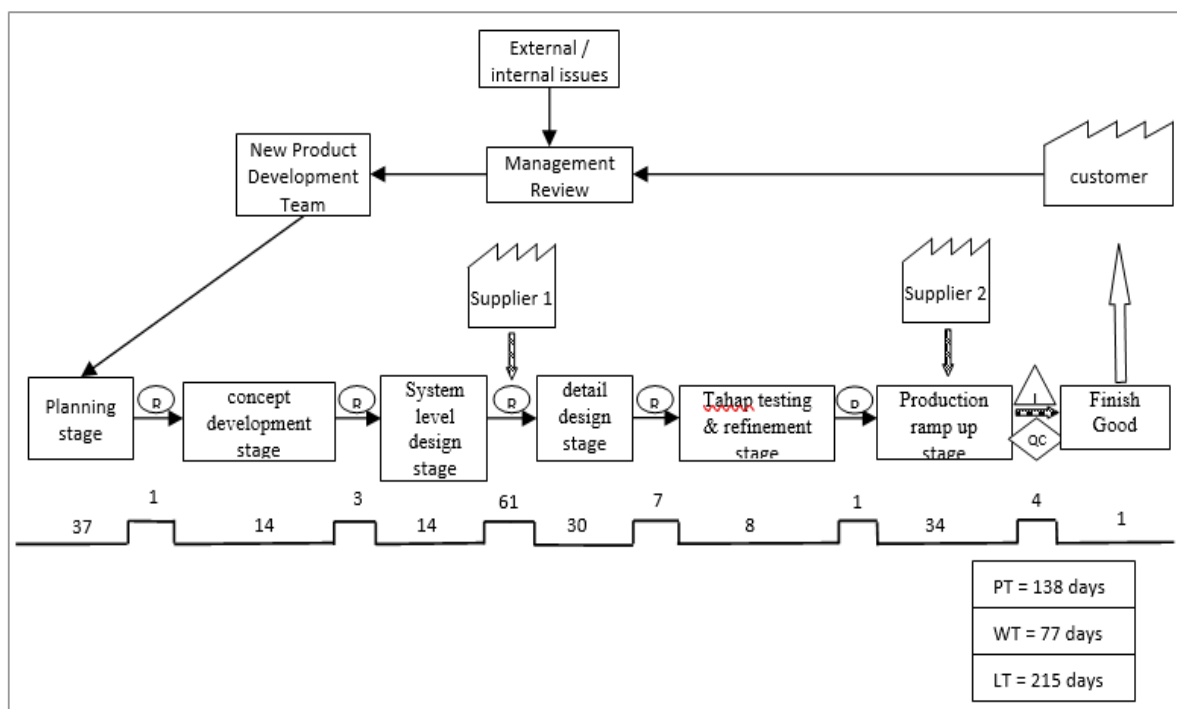 External /
internal issues
New Product
Development
Team
Management
Review
customer
Supplier 1
Supplier 2
Planning
stage
R
concept
development
stage
R
System
level
design
stage
R
detail
design
stage
R
Tahap testing
& refinement
stage
Production
ramp up
stage
I
QC
Finish
Good
1
3
61
7
1
4
37
14
14
30
8
34
1
PT = 138 days
WT = 77 days
LT = 215 days